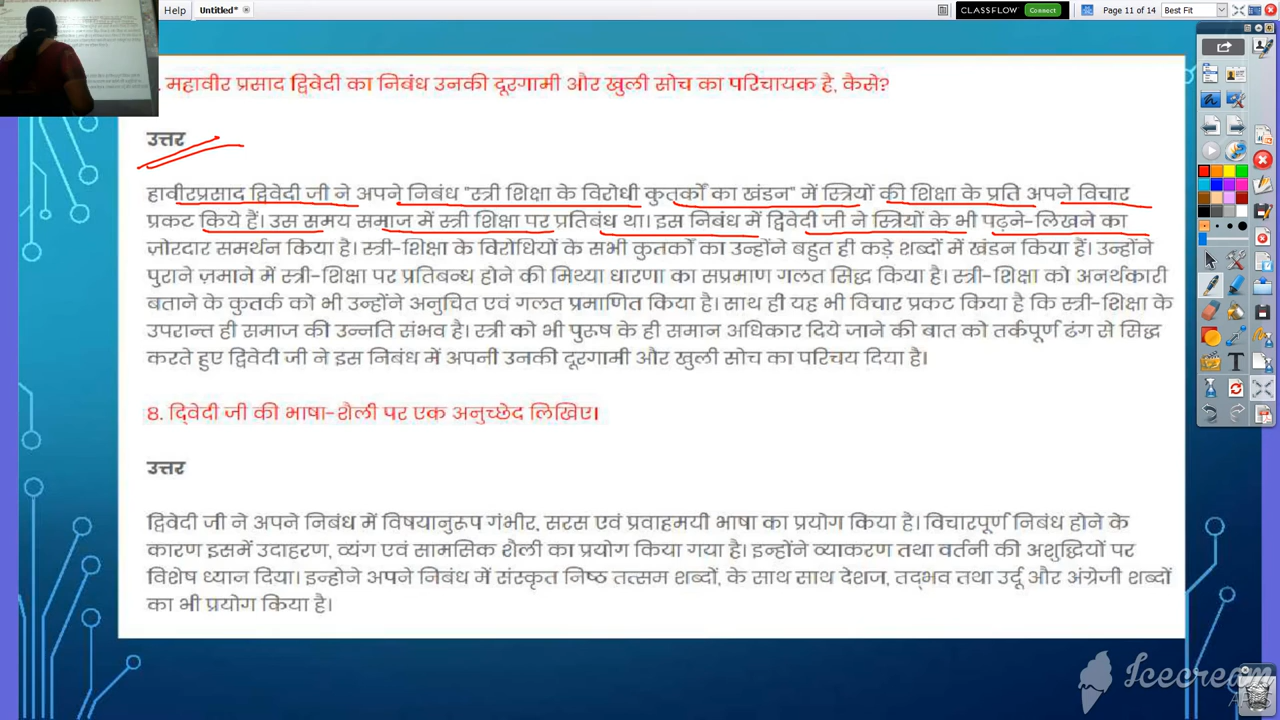 Help Untitled* CLASSFLOW Connect Page 11 of 14 Best Fit
. महावीर प्रसाद द्विवेदी का निबंध उनकी दूरगामी और खुली सोच का परिचायक है, कैसे?
उत्तर
हावीरप्रसाद द्विवेदी जी ने अपने निबंध "स्त्री शिक्षा के विरोधी कुतर्कों का खंडन" में स्त्रियों की शिक्षा के प्रति अपने विचार
प्रकट किये हैं। उस समय समाज में स्त्री शिक्षा पर प्रतिबंध था। इस निबंध में द्विवेदी जी ने स्त्रियों के भी पढ़ने-लिखने का
ज़ोरदार समर्थन किया है। स्त्री-शिक्षा के विरोधियों के सभी कुतर्कों का उन्होंने बहुत ही कड़े शब्दों में खंडन किया हैं। उन्होंने
पुराने ज़माने में स्त्री-शिक्षा पर प्रतिबन्ध होने की मिथ्या धारणा का सप्रमाण गलत सिद्ध किया है। स्त्री-शिक्षा को अनर्थकारी
बताने के कुतर्क को भी उन्होंने अनुचित एवं गलत प्रमाणित किया है। साथ ही यह भी विचार प्रकट किया है कि स्त्री-शिक्षा के
उपरान्त ही समाज की उन्नति संभव है। स्त्री को भी पुरूष के ही समान अधिकार दिये जाने की बात को तर्कपूर्ण ढंग से सिद्ध
करते हुए द्विवेदी जी ने इस निबंध में अपनी उनकी दूरगामी और खुली सोच का परिचय दिया है।
8. दि्वेदी जी की भाषा-शैली पर एक अनुच्छेद लिखिए।
उत्तर
द्विवेदी जी ने अपने निबंध में विषयानुरूप गंभीर, सरस एवं प्रवाहमयी भाषा का प्रयोग किया है। विचारपूर्ण निबंध होने के
कारण इसमें उदाहरण, व्यंग एवं सामसिक शैली का प्रयोग किया गया है। इन्होंने व्याकरण तथा वर्तनी की अशुद्धियों पर
विशेष ध्यान दिया। इन्होने अपने निबंध में संस्कृत निष्ठ तत्सम शब्दों, के साथ साथ देशज, तद्भव तथा उर्दू और अंग्रेजी शब्दों
का भी प्रयोग किया है।
Icecream
APPS